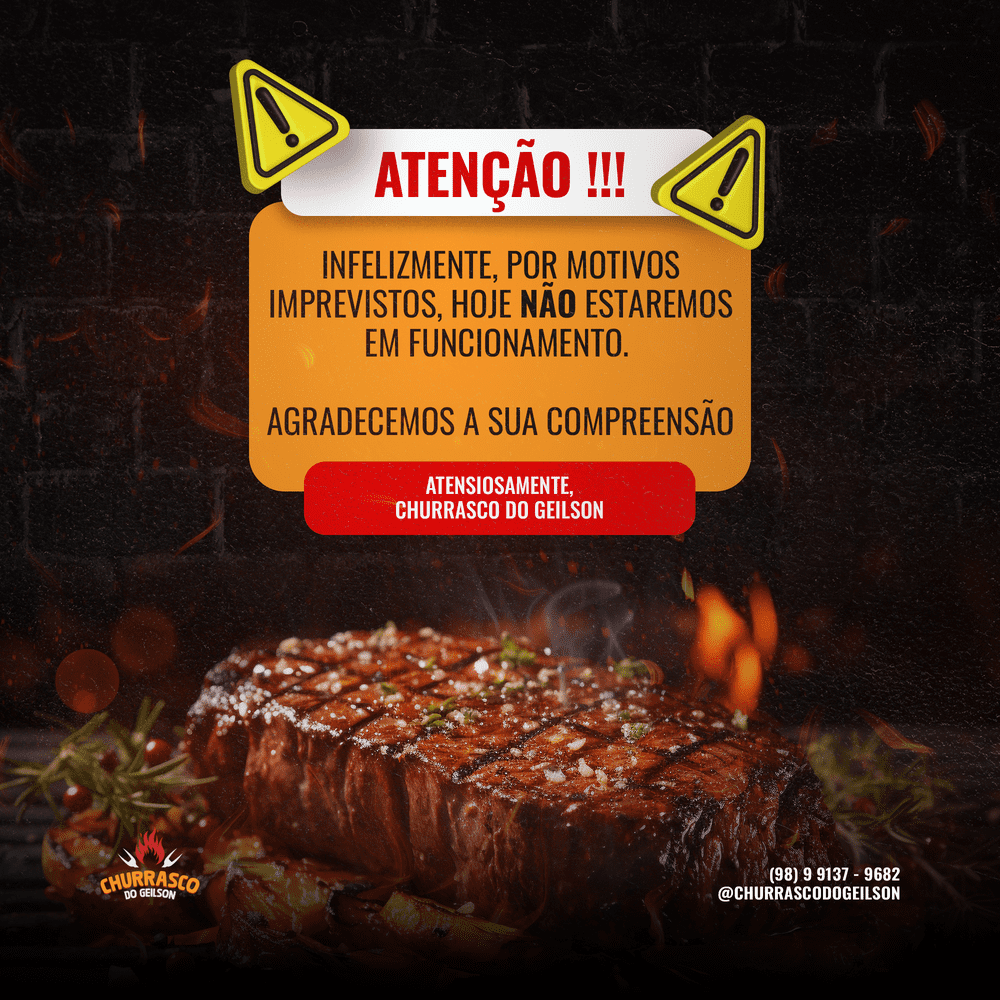 ATENÇÃO !!!
INFELIZMENTE, POR MOTIVOS
IMPREVISTOS, HOJE NÃO ESTAREMOS
EM FUNCIONAMENTO.
AGRADECEMOS A SUA COMPREENSÃO
ATENSIOSAMENTE,
CHURRASCO DO GEILSON
CHURRASCO
DO GEILSON
(98) 9 9137 - 9682
@CHURRASCODOGEILSON